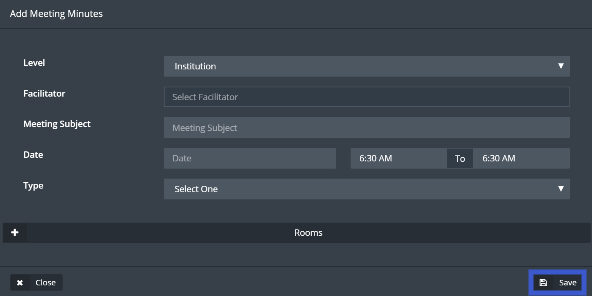 Add Meeting Minutes
Level
Institution
Facilitator
Select Facilitator
Meeting Subject
Meeting Subject
Date
Date
6:30 AM
To
6:30 AM
Type
Select One
Rooms
Close
Save